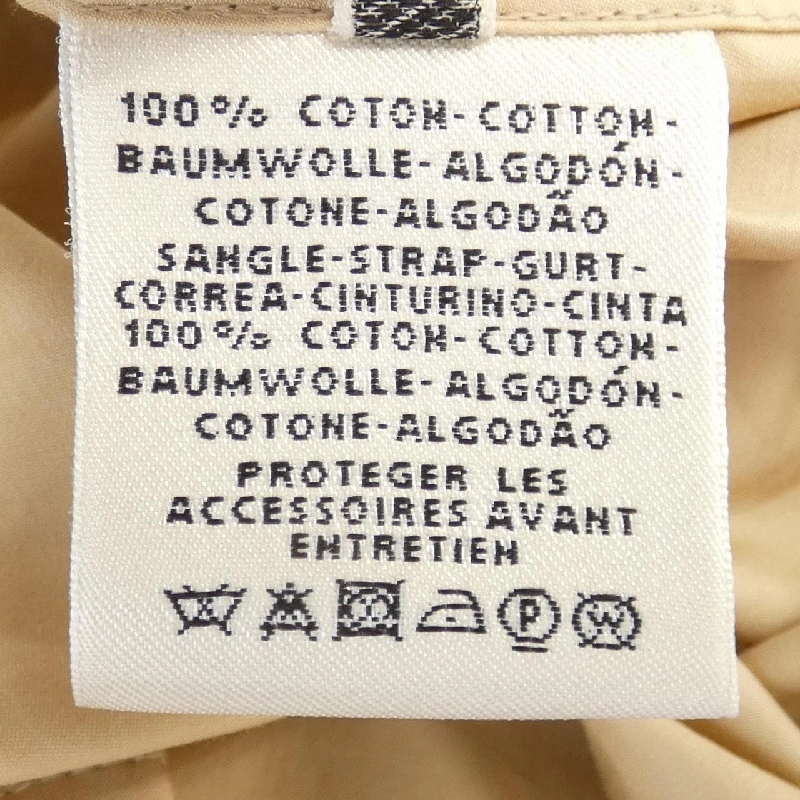 100% COTON-COTTON-
BAUMWOLLE-ALGODÓN-
COTONE-ALGODÃO
SANGLE-STRAP-GURT-
CORREA-CINTURINO-CINTA
100% COTON-COTTON-
BAUMWOLLE-ALGODÓN-
COTONE-ALGODÃO
PROTEGER LES
ACCESSOIRES AVANT
ENTRETIEN
P W